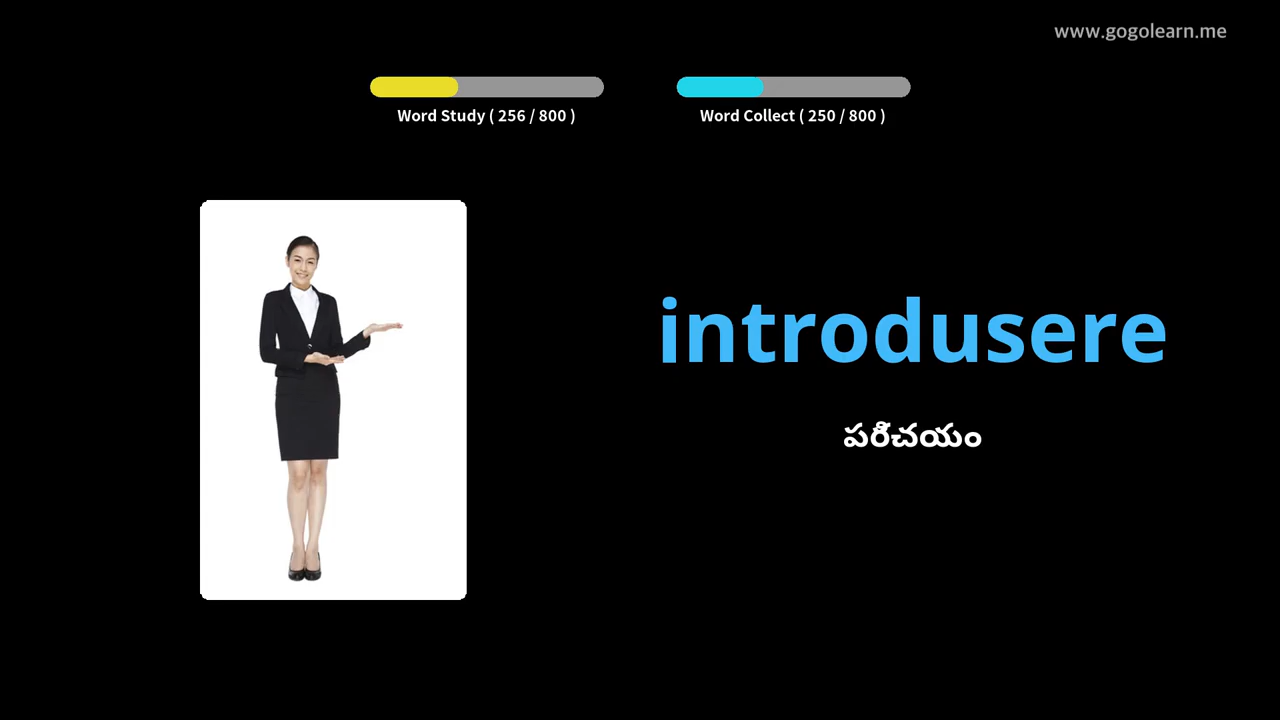 www.gogolearn.me
Word Study ( 256 / 800 )
Word Collect ( 250 / 800 )
introdusere
పరిచయం